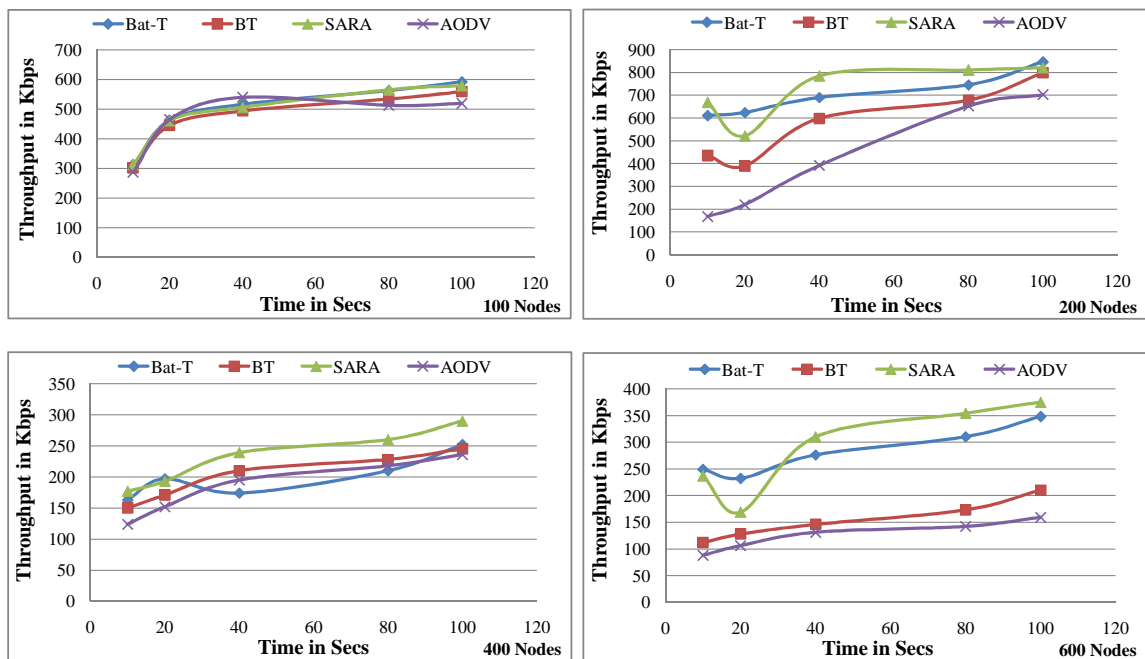 Bat-T BT SARA AODV
700
600
500
400
300
200
100
0
Throughput in Kbps
0 20 40 60 80 100 120
Time in Secs
100 Nodes
Bat-T BT SARA AODV
900
800
700
600
500
400
300
200
100
0
Throughput in Kbps
0 20 40 60 80 100 120
Time in Secs
200 Nodes
Bat-T BT SARA AODV
350
300
250
200
150
100
50
0
Throughput in Kbps
0 20 40 60 80 100 120
Time in Secs
400 Nodes
Bat-T BT SARA AODV
400
350
300
250
200
150
100
50
0
Throughput in Kbps
0 20 40 60 80 100 120
Time in Secs
600 Nodes